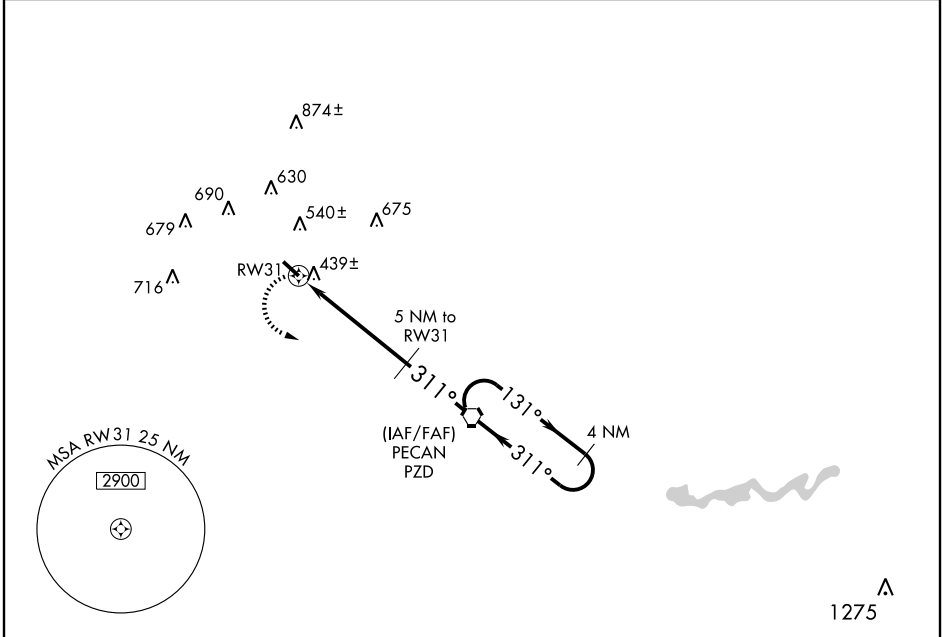 874±
630
690
540±
675
679
439±
RW31
716
5 NM to
RW31
311°
131°
(IAF/FAF)
PECAN
PZD
311°
4 NM
MSA RW31 25 NM
2900
1275